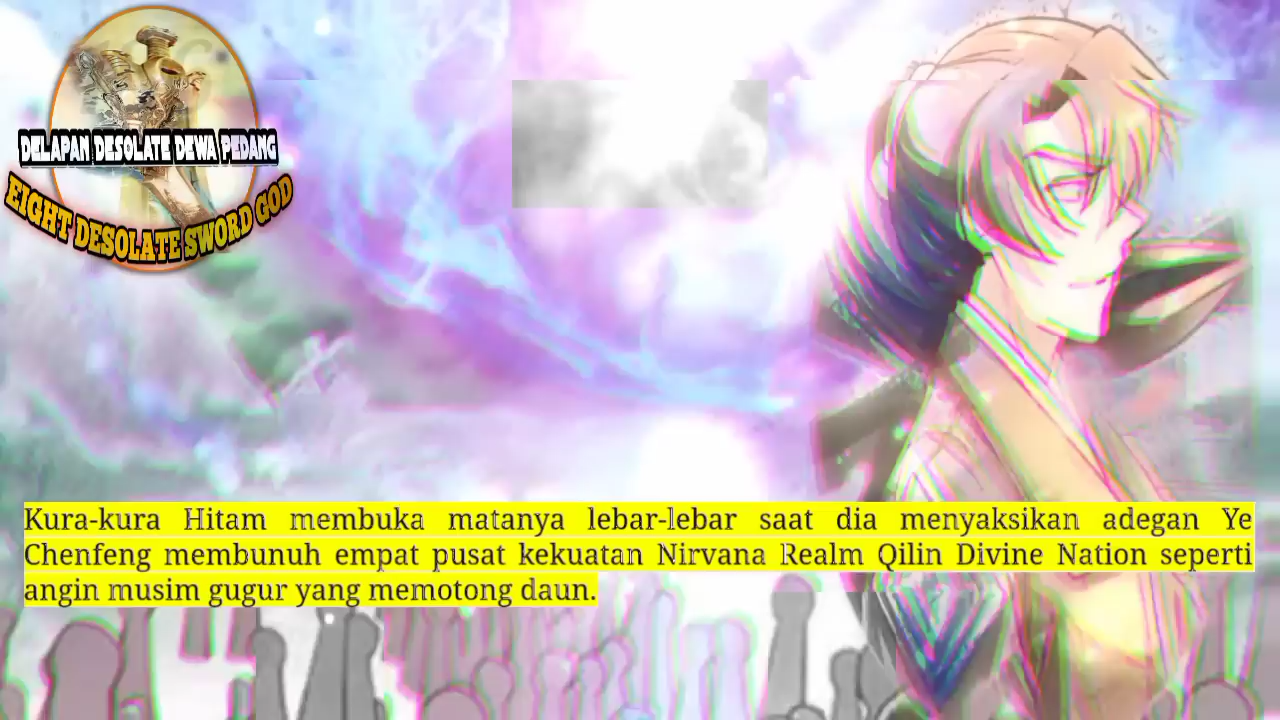 DELAPAN DESOLATE DEWA PEDANG
EIGHT DESOLATE SWORD GOD
Kura-kura Hitam membuka matanya lebar-lebar saat dia menyaksikan adegan Ye
Chenfeng membunuh empat pusat kekuatan Nirvana Realm Qilin Divine Nation seperti
angin musim gugur yang memotong daun.